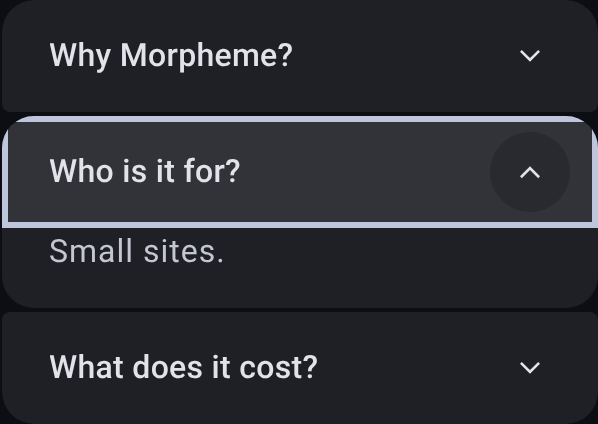 Why Morpheme?
Who is it for?
Small sites.
What does it cost?